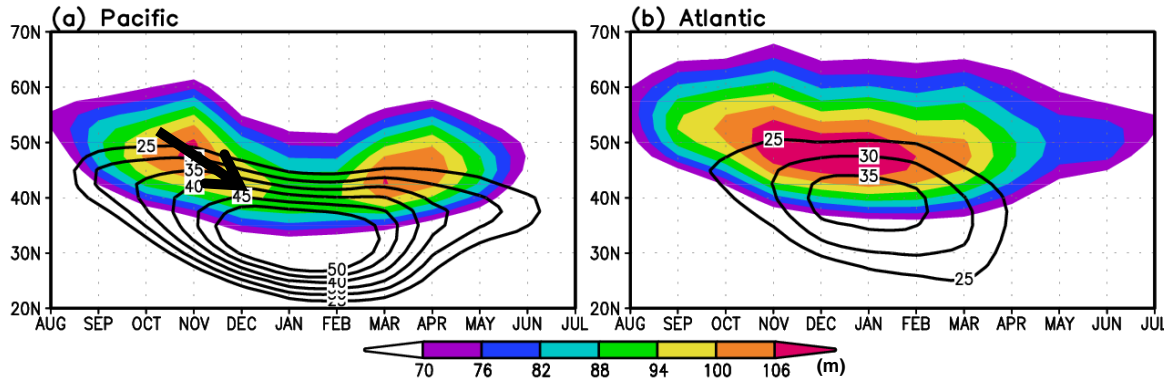 (a) Pacific
(b) Atlantic
70N
60N
50N
40N
30N
20N
25
35
40
45
50
40
AUG SEP OCT NOV DEC JAN FEB MAR APR MAY JUN JUL
70N
60N
50N
40N
30N
20N
25
30
35
25
AUG SEP OCT NOV DEC JAN FEB MAR APR MAY JUN JUL
70 76 82 88 94 100 106 (m)